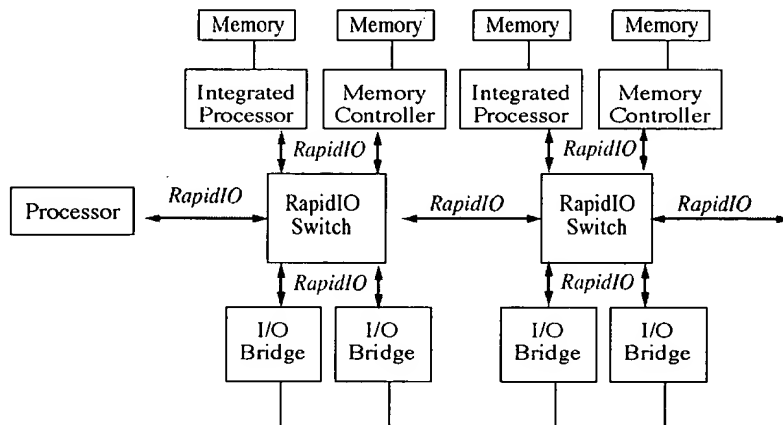 Memory
Memory
Memory
Memory
Integrated
Processor
Memory
Controller
Integrated
Processor
Memory
Controller
RapidIO
RapidIO
Processor
RapidIO
RapidIO
Switch
RapidIO
RapidIO
Switch
RapidIO
RapidIO
RapidIO
I/O
Bridge
I/O
Bridge
I/O
Bridge
I/O
Bridge